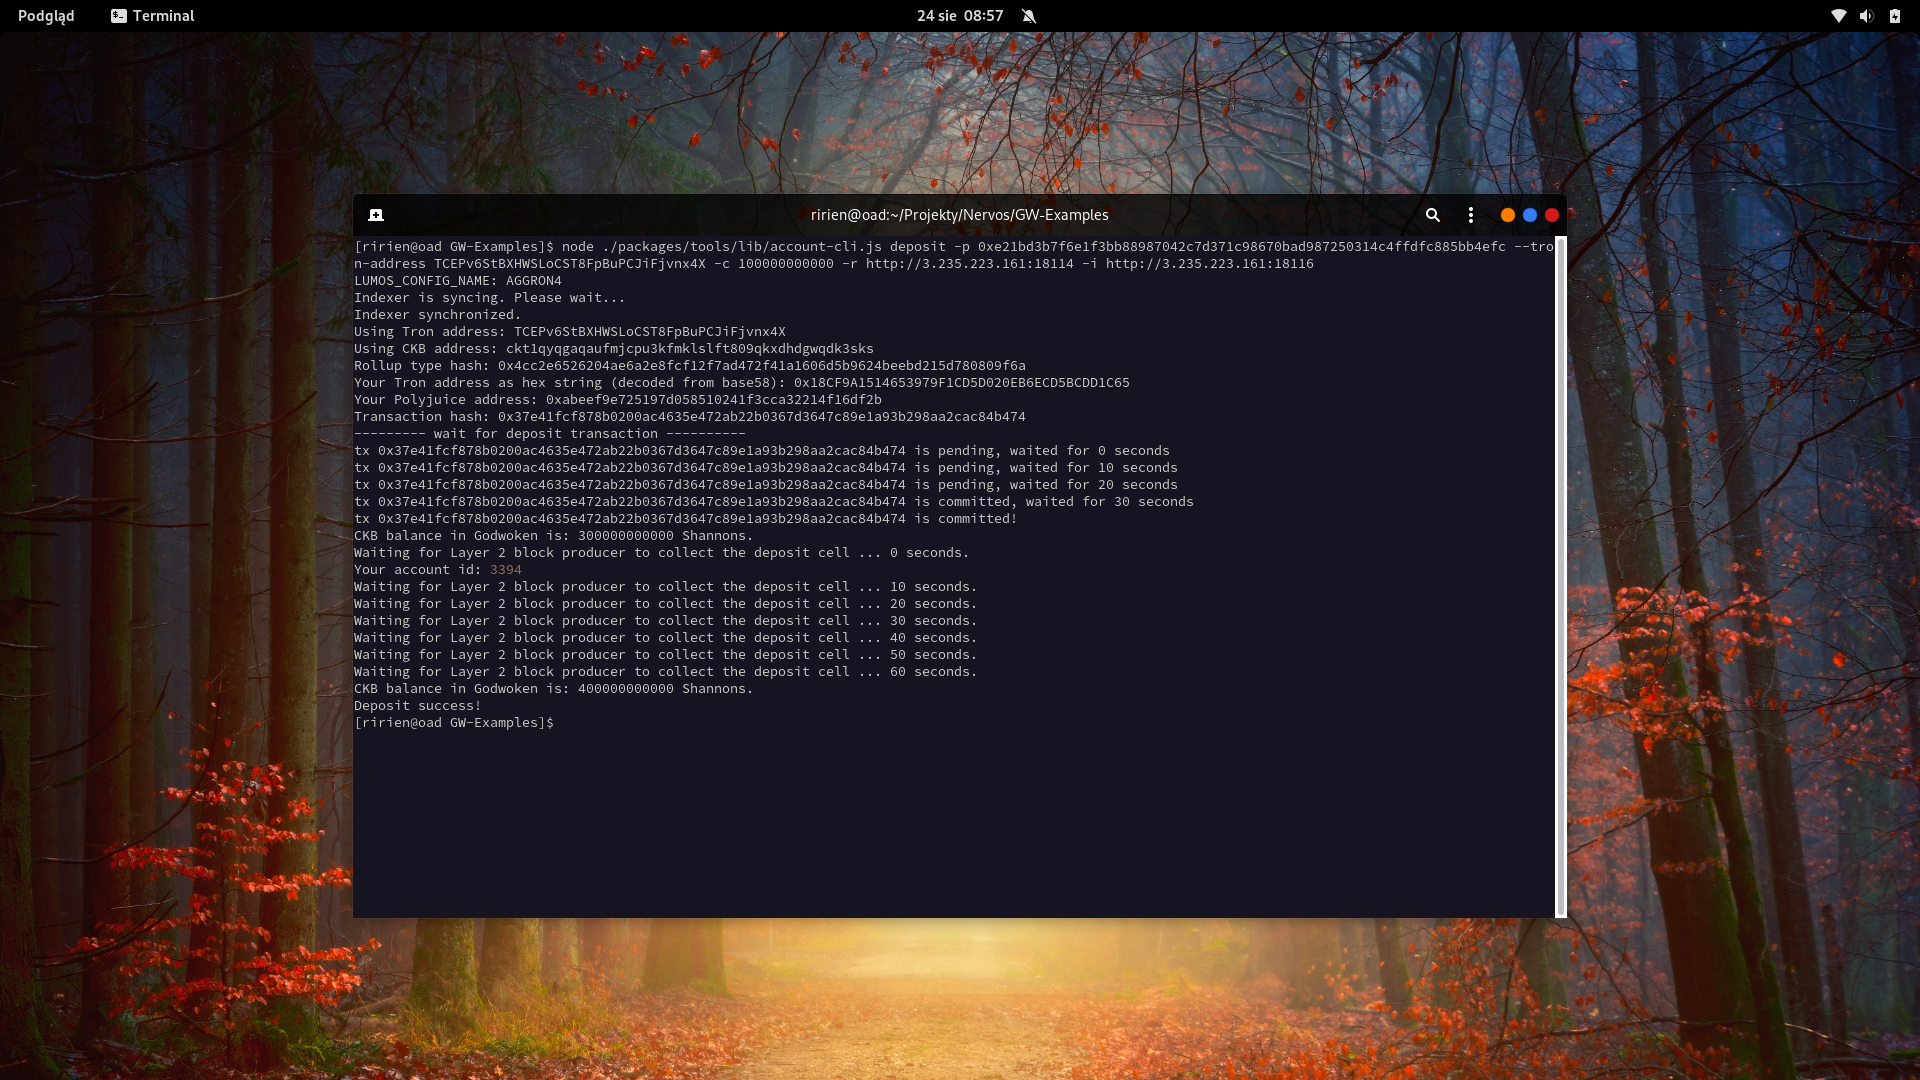 Podgląd Terminal 24 sie 08:57
ririen@oad:~/Projekty/Nervos/GW-Examples
[ririen@oad GW-Examples]$ node ./packages/tools/lib/account-cli.js deposit -p 0xe21bd3b7f6e1f3bb88987042c7d371c98670bad987250314c4ffdfc885bb4efc --tro
n-address TCEPv6StBXHWSLoCST8FpBuPCJiFjvnx4X -c 100000000000 -r http://3.235.223.161:18114 -i http://3.235.223.161:18116
LUMOS_CONFIG_NAME: AGGRON4
Indexer is syncing. Please wait...
Indexer synchronized.
Using Tron address: TCEPv6StBXHWSLoCST8FpBuPCJiFjvnx4X
Using CKB address: ckt1qyqgaqaufmjcpu3kfmklslft809qkxdhdgwqdk3sks
Rollup type hash: 0x4cc2e6526204ae6a2e8fcf12f7ad472f41a1606d5b9624beebd215d780809f6a
Your Tron address as hex string (decoded from base58): 0x18CF9A1514653979F1CD5D020EB6ECD5BCDD1C65
Your Polyjuice address: 0xabeef9e725197d058510241f3cca32214f16df2b
Transaction hash: 0x37e41fcf878b0200ac4635e472ab22b0367d3647c89e1a93b298aa2cac84b474
--------- wait for deposit transaction ----------
tx 0x37e41fcf878b0200ac4635e472ab22b0367d3647c89e1a93b298aa2cac84b474 is pending, waited for 0 seconds
tx 0x37e41fcf878b0200ac4635e472ab22b0367d3647c89e1a93b298aa2cac84b474 is pending, waited for 10 seconds
tx 0x37e41fcf878b0200ac4635e472ab22b0367d3647c89e1a93b298aa2cac84b474 is pending, waited for 20 seconds
tx 0x37e41fcf878b0200ac4635e472ab22b0367d3647c89e1a93b298aa2cac84b474 is committed, waited for 30 seconds
tx 0x37e41fcf878b0200ac4635e472ab22b0367d3647c89e1a93b298aa2cac84b474 is committed!
CKB balance in Godwoken is: 300000000000 Shannons.
Waiting for Layer 2 block producer to collect the deposit cell ... 0 seconds.
Your account id: 3394
Waiting for Layer 2 block producer to collect the deposit cell ... 10 seconds.
Waiting for Layer 2 block producer to collect the deposit cell ... 20 seconds.
Waiting for Layer 2 block producer to collect the deposit cell ... 30 seconds.
Waiting for Layer 2 block producer to collect the deposit cell ... 40 seconds.
Waiting for Layer 2 block producer to collect the deposit cell ... 50 seconds.
Waiting for Layer 2 block producer to collect the deposit cell ... 60 seconds.
CKB balance in Godwoken is: 400000000000 Shannons.
Deposit success!
[ririen@oad GW-Examples]$